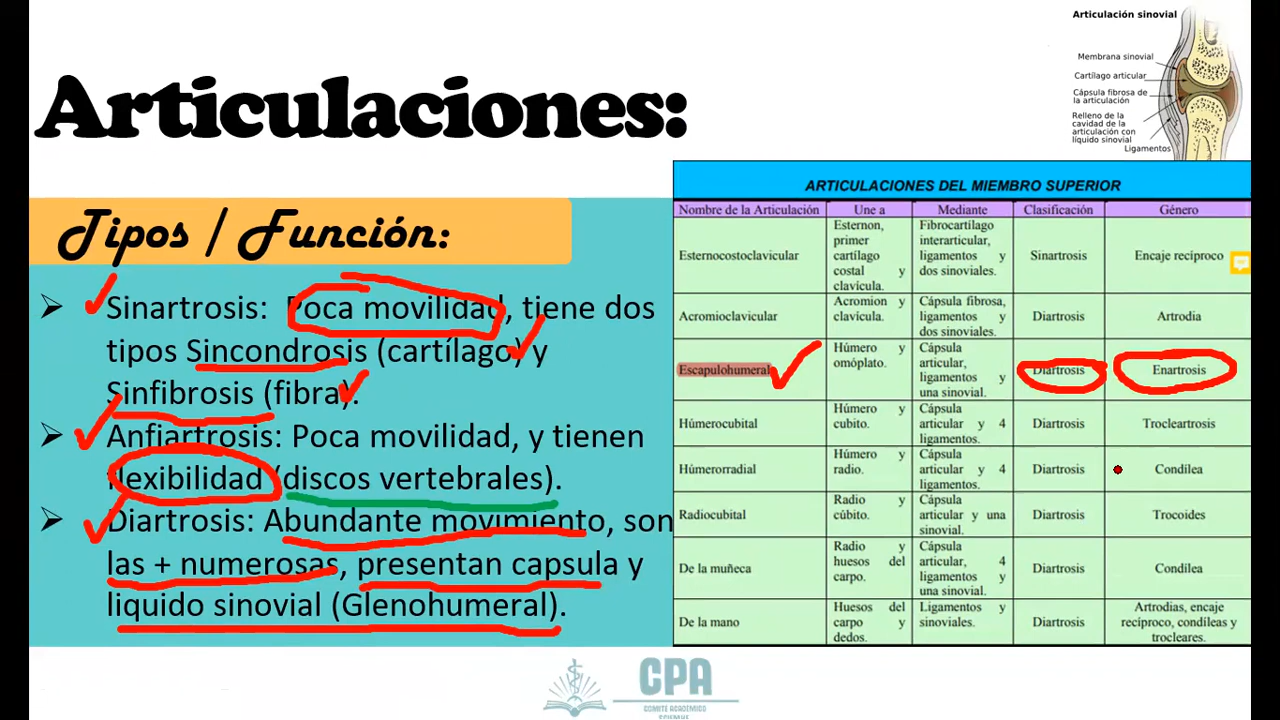 Articulación sinovial
Membrana sinovial
Cartílago articular
Cápsula fibrosa de
la articulación
Relleno de la
cavidad de la
articulación con
líquido sinovial
Ligamentos
Articulaciones:
Tipos / Función:
Sinartrosis: Poca movilidad, tiene dos
tipos Sincondrosis (cartílago) y
Sinfibrosis (fibra).
Anfiartrosis: Poca movilidad, y tienen
flexibilidad (discos vertebrales).
Diartrosis: Abundante movimiento, son
las + numerosas, presentan capsula y
liquido sinovial (Glenohumeral).
ARTICULACIONES DEL MIEMBRO SUPERIOR
Nombre de la Articulación Une a Mediante Clasificación Género
Esternocostoclavicular
Esternon,
primer
cartílago
costal y
clavícula.
Fibrocartílago
interarticular,
ligamentos y
dos sinoviales.
Sinartrosis
Encaje recíproco
Acromioclavicular
Acromion y
clavícula.
Cápsula fibrosa,
ligamentos y
dos sinoviales.
Diartrosis
Artrodia
Escapulohumeral
Húmero y
omóplato.
Cápsula
articular,
ligamentos y
una sinovial.
Diartrosis
Enartrosis
Húmerocubital
Húmero y
cubito.
Cápsula
articular y 4
ligamentos.
Diartrosis
Trocleartrosis
Húmerorradial
Húmero y
radio.
Cápsula
articular y 4
ligamentos.
Diartrosis
Condílea
Radiocubital
Radio y
cúbito.
Cápsula
articular y una
sinovial.
Diartrosis
Trocoides
De la muñeca
Radio y
huesos del
carpo.
Cápsula
articular, 4
ligamentos y
una sinovial.
Diartrosis
Condílea
De la mano
Huesos del
carpo y
dedos.
Ligamentos y
sinoviales.
Diartrosis
Artrodias, encaje
recíproco, condíleas y
trocleares.
CPA
COMITÉ ACADÉMICO